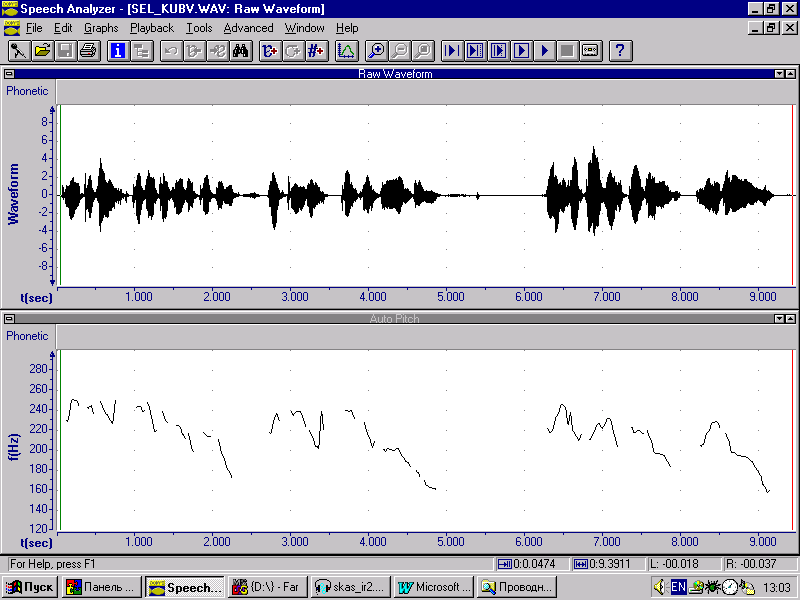 Speech Analyzer - [SEL_KUBV.WAV: Raw Waveform]
File Edit Graphs Playback Tools Advanced Window Help
Raw Waveform
Phonetic
8
6
4
2
0
-2
-4
-6
-8
Waveform
t(sec) 1.000 2.000 3.000 4.000 5.000 6.000 7.000 8.000 9.000
Auto Pitch
Phonetic
280
260
240
220
200
180
160
140
120
f(Hz)
t(sec) 1.000 2.000 3.000 4.000 5.000 6.000 7.000 8.000 9.000
For Help, press F1 0:0.0474 0:9.3911 L: -00.018 R: -00.037
Пуск Панель ... Speech... {D:\} - Far skas_ir2.... Microsoft ... Проводн... EN 13:03